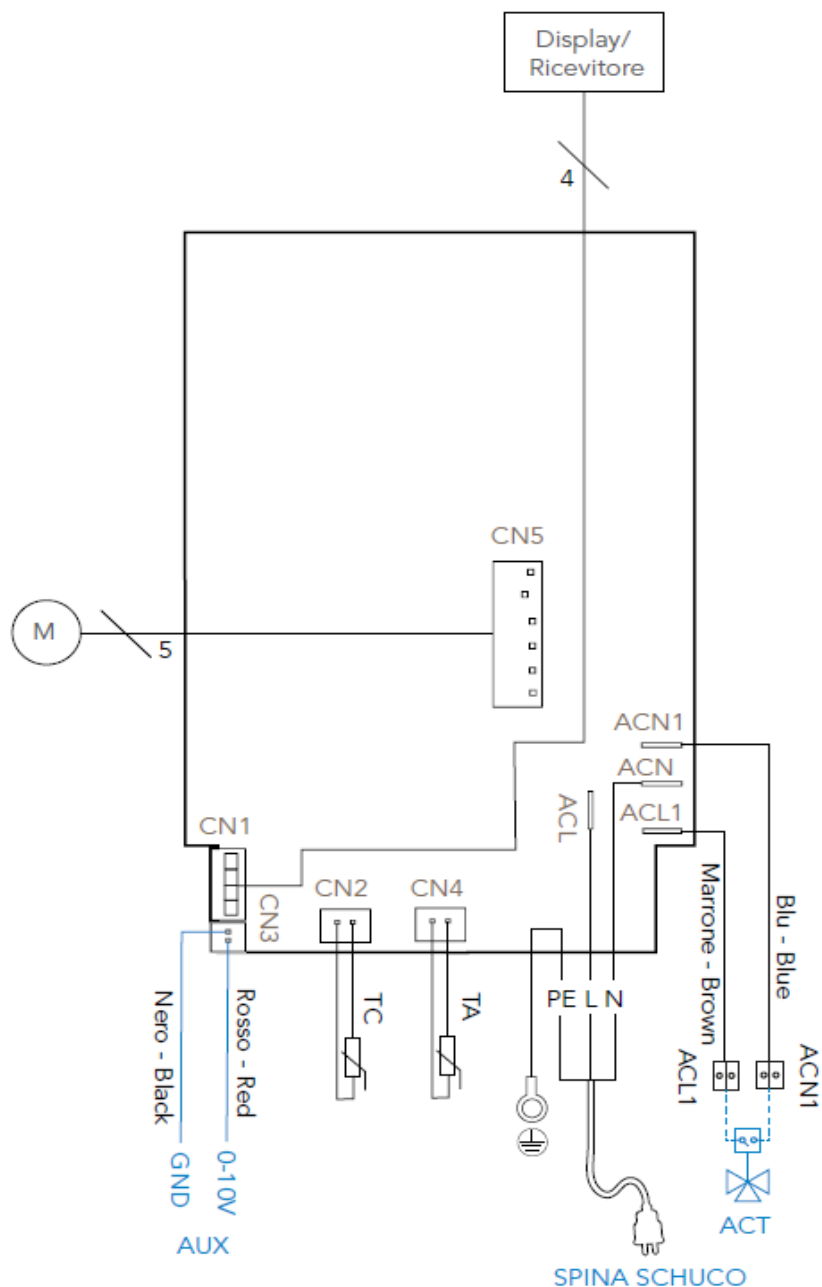 Display/
Ricevitore
4
CN5
M
5
ACN1
ACN
ACL
ACL1
CN1
CN3
CN2
CN4
Marrone - Brown
Blu - Blue
Nero - Black
Rosso - Red
TC
TA
PE L N
ACL1
ACN1
GND
0-10V
AUX
ACT
SPINA SCHUCO